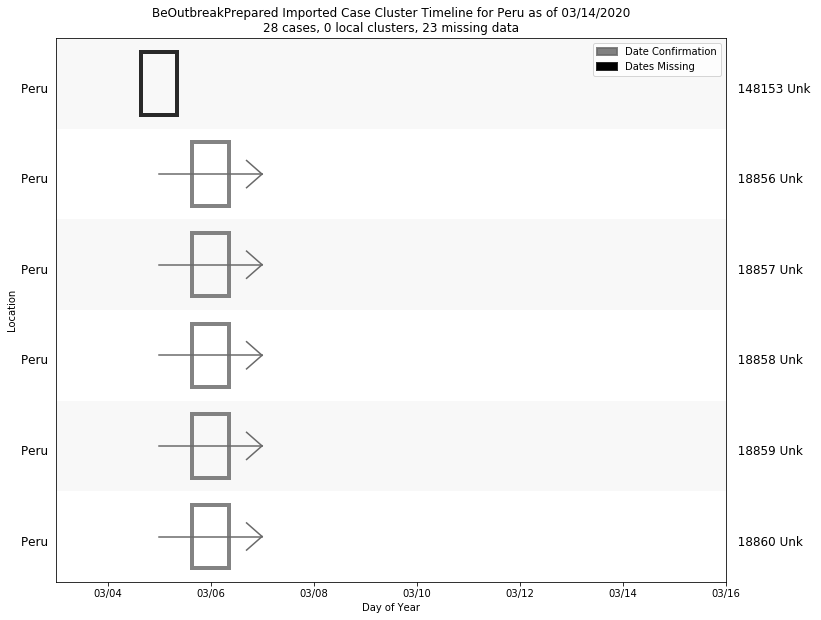 BeOutbreakPrepared Imported Case Cluster Timeline for Peru as of 03/14/2020
28 cases, 0 local clusters, 23 missing data
Date Confirmation
Dates Missing
Peru
148153 Unk
Peru
18856 Unk
Peru
18857 Unk
Location
Peru
18858 Unk
Peru
18859 Unk
Peru
18860 Unk
03/04 03/06 03/08 03/10 03/12 03/14 03/16
Day of Year